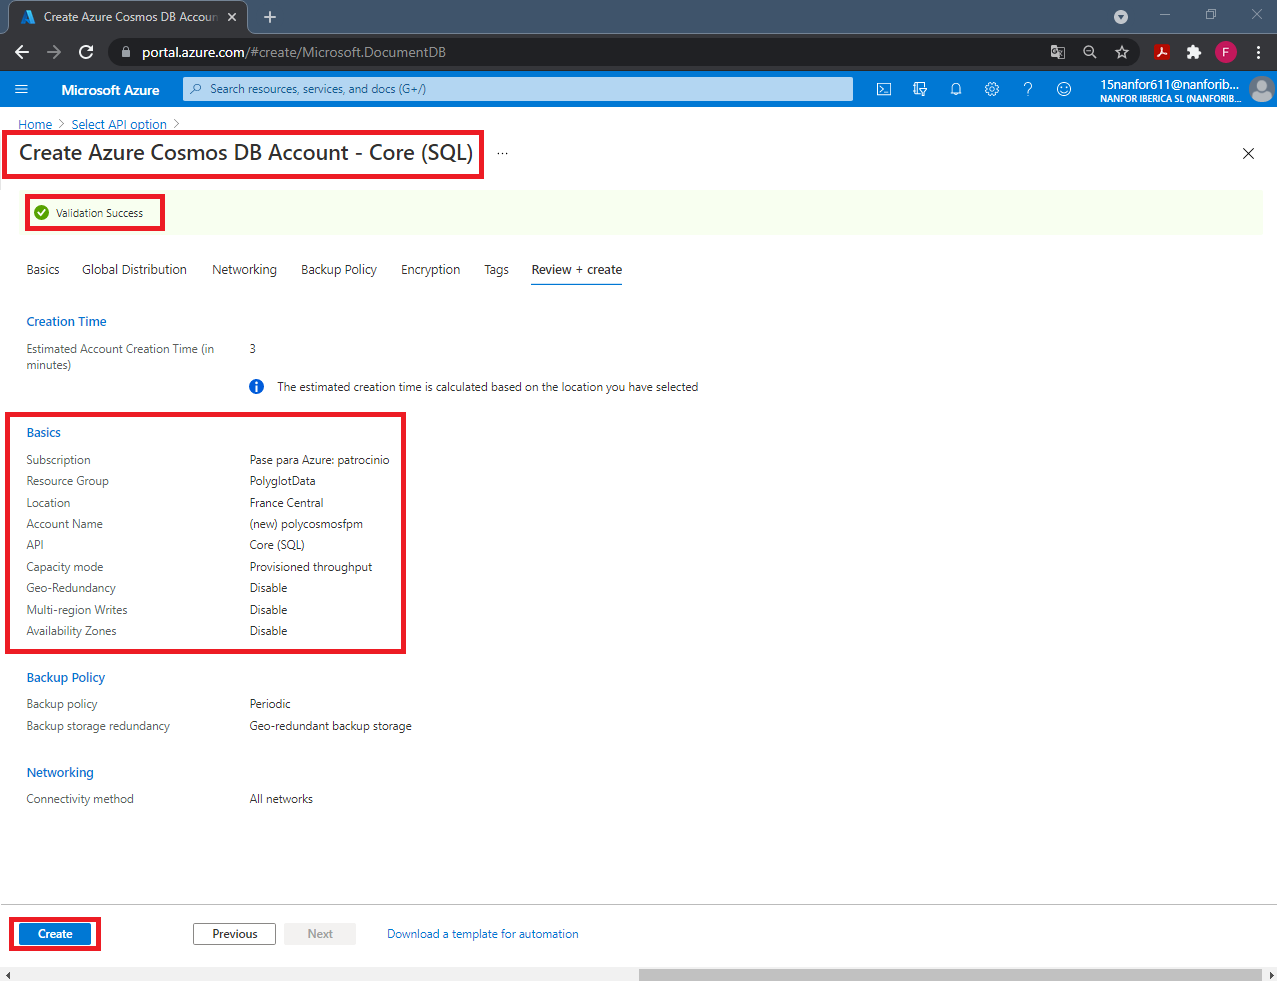 Create Azure Cosmos DB Accoun
portal.azure.com/#create/Microsoft.DocumentDB
F
Microsoft Azure
Search resources, services, and docs (G+/)
15nanfor611@nanforib...
NANFOR IBERICA SL (NANFORIB...
Home > Select API option >
Create Azure Cosmos DB Account - Core (SQL) ...
Validation Success
Basics Global Distribution Networking Backup Policy Encryption Tags Review + create
Creation Time
Estimated Account Creation Time (in 3
minutes)
The estimated creation time is calculated based on the location you have selected
Basics
Subscription Pase para Azure: patrocinio
Resource Group PolyglotData
Location France Central
Account Name (new) polycosmosfpm
API Core (SQL)
Capacity mode Provisioned throughput
Geo-Redundancy Disable
Multi-region Writes Disable
Availability Zones Disable
Backup Policy
Backup policy Periodic
Backup storage redundancy Geo-redundant backup storage
Networking
Connectivity method All networks
Create Previous Next Download a template for automation